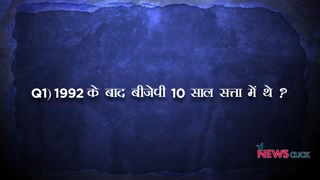 Q1) 1992 के बाद बीजेपी 10 साल सत्ता में थे ?
NEWSCLICK